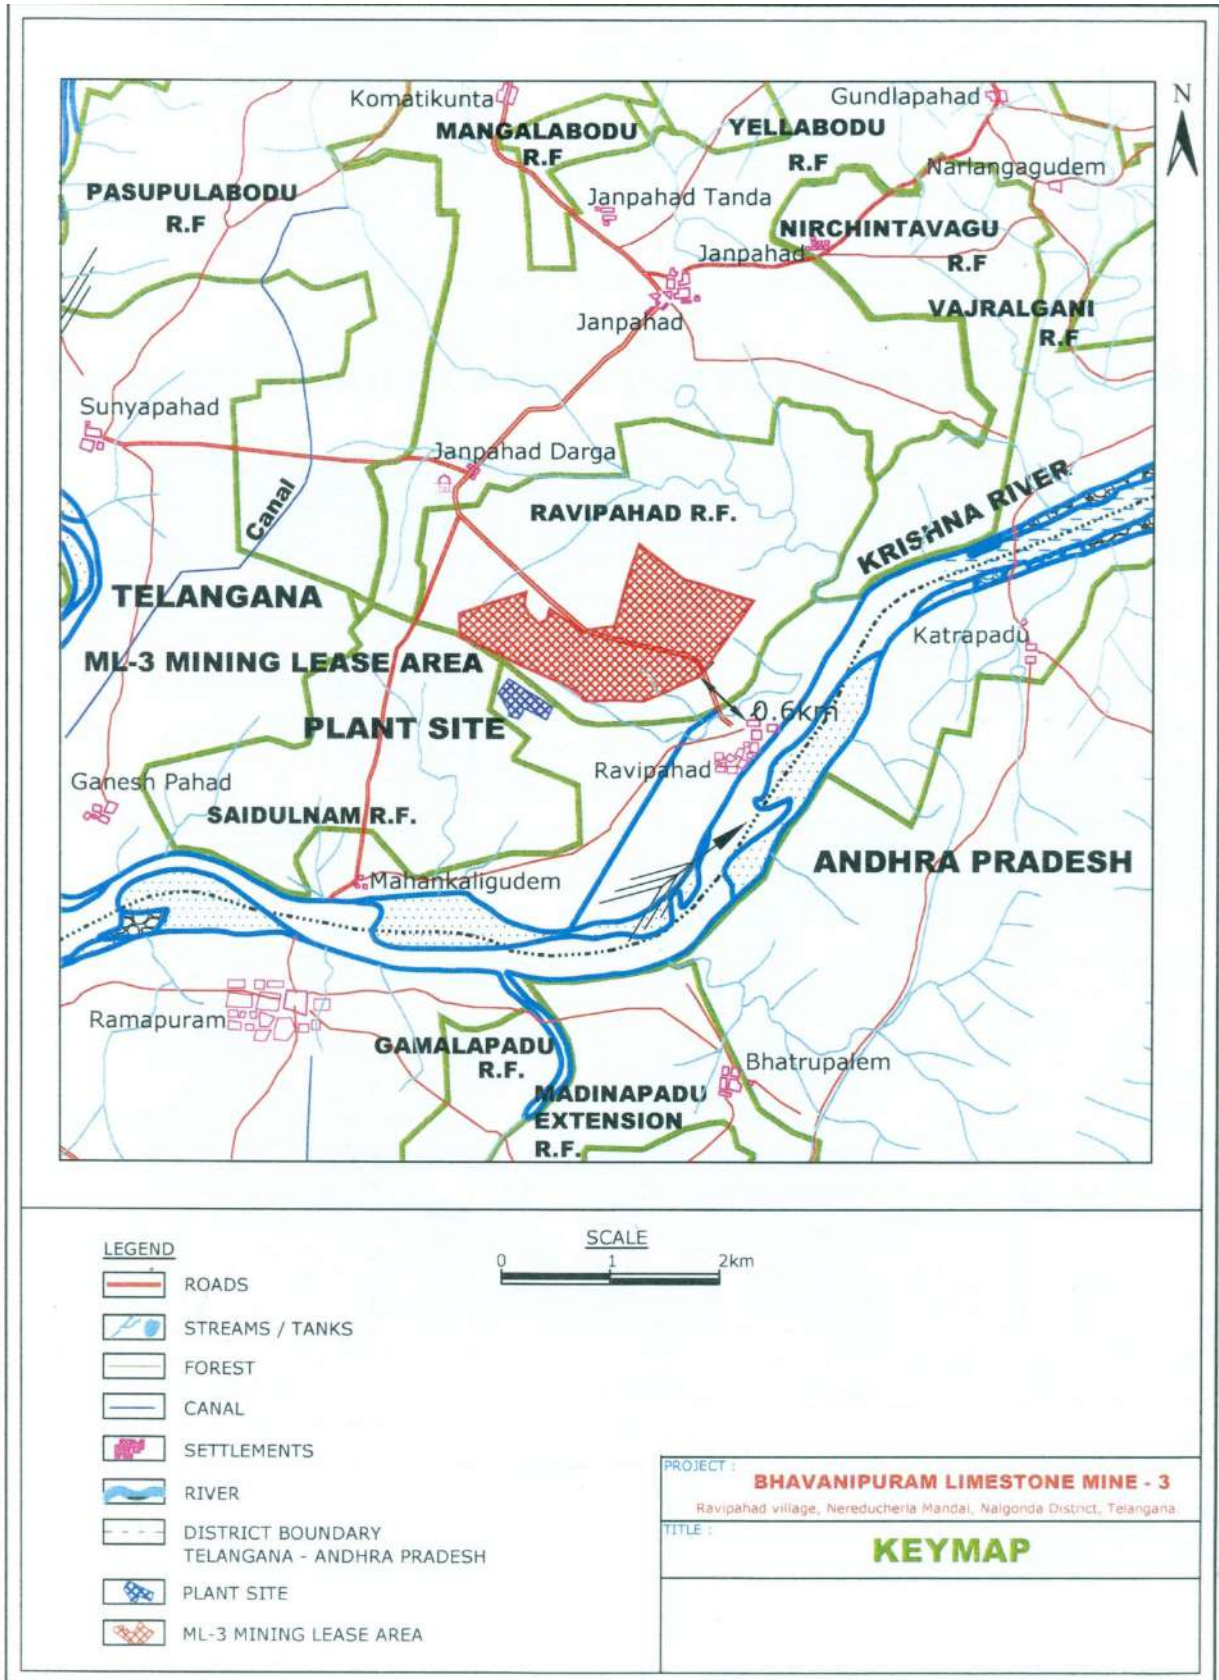 N
Komatikunta
Gundlapahad
MANGALABODU
R.F
YELLABODU
R.F
Narlangagudem
PASUPULABODU
R.F
Janpahad Tanda
NIRCHINTAVAGU
R.F
Janpahad
VAJRALGANI
R.F
Janpahad
Sunyapahad
Janpahad Darga
Canal
RAVIPAHAD R.F.
KRISHNA RIVER
TELANGANA
Katrapadu
ML-3 MINING LEASE AREA
PLANT SITE
0.6km
Ravipahad
Ganesh Pahad
SAIDULNAM R.F.
ANDHRA PRADESH
Mahankaligudem
Ramapuram
GAMALAPADU
R.F.
Bhatrupalem
MADINAPADU
EXTENSION
R.F.
LEGEND
ROADS
STREAMS / TANKS
FOREST
CANAL
SETTLEMENTS
RIVER
DISTRICT BOUNDARY
TELANGANA - ANDHRA PRADESH
PLANT SITE
ML-3 MINING LEASE AREA
SCALE
0 1 2km
PROJECT :
BHAVANIPURAM LIMESTONE MINE - 3
Ravipahad village, Nereducherla Mandal, Nalgonda District, Telangana.
TITLE :
KEYMAP